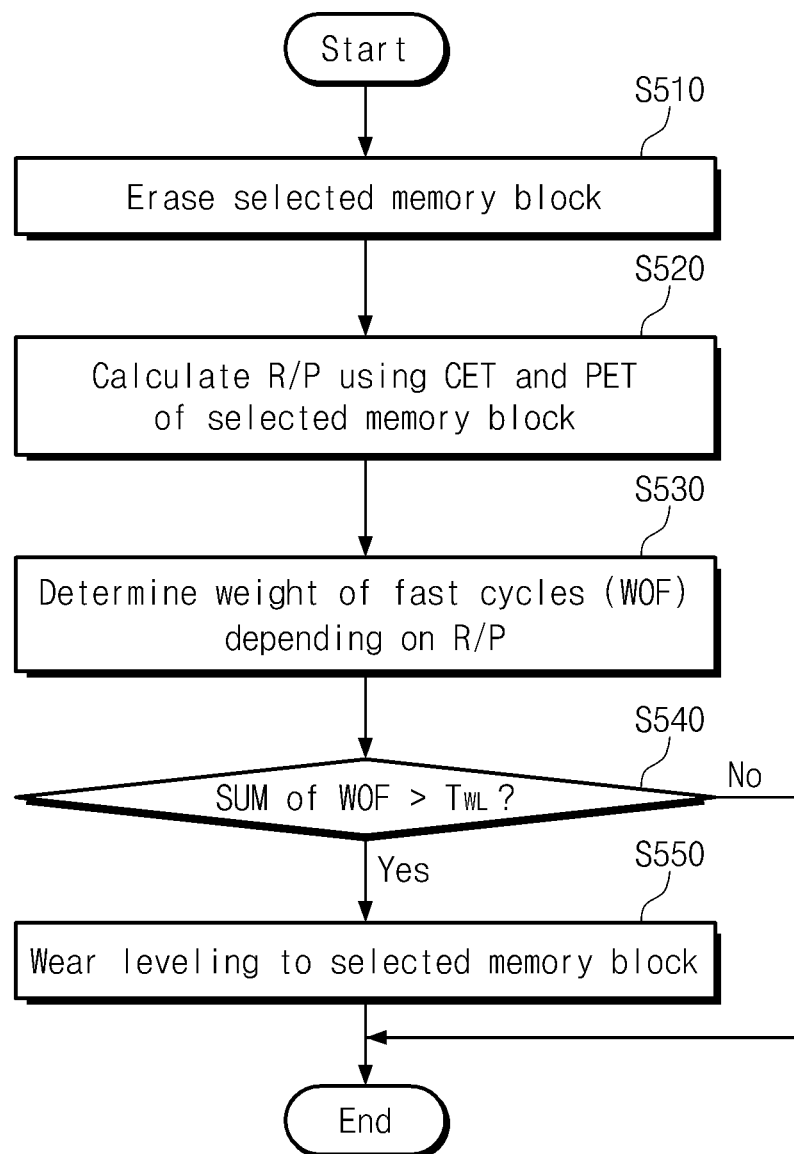 Start
S510
Erase selected memory block
S520
Calculate R/P using CET and PET
of selected memory block
S530
Determine weight of fast cycles (WOF)
depending on R/P
S540
SUM of WOF > TWL?
No
Yes
S550
Wear leveling to selected memory block
End